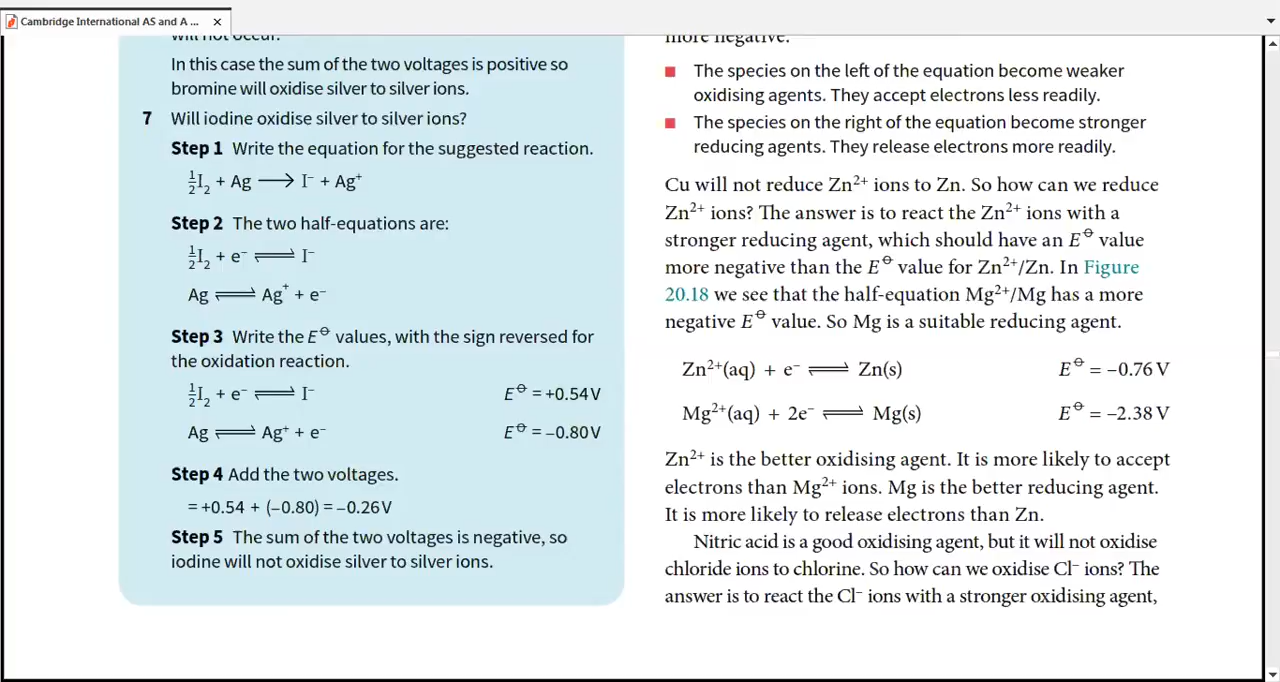 Cambridge International AS and A ...
will not occur.
In this case the sum of the two voltages is positive so
bromine will oxidise silver to silver ions.
7 Will iodine oxidise silver to silver ions?
Step 1 Write the equation for the suggested reaction.
½I₂ + Ag ⟶ I⁻ + Ag⁺
Step 2 The two half-equations are:
½I₂ + e⁻ ⇌ I⁻
Ag ⇌ Ag⁺ + e⁻
Step 3 Write the E⦵ values, with the sign reversed for
the oxidation reaction.
½I₂ + e⁻ ⇌ I⁻ E⦵ = +0.54 V
Ag ⇌ Ag⁺ + e⁻ E⦵ = –0.80 V
Step 4 Add the two voltages.
= +0.54 + (–0.80) = –0.26 V
Step 5 The sum of the two voltages is negative, so
iodine will not oxidise silver to silver ions.
more negative.
■ The species on the left of the equation become weaker
oxidising agents. They accept electrons less readily.
■ The species on the right of the equation become stronger
reducing agents. They release electrons more readily.
Cu will not reduce Zn²⁺ ions to Zn. So how can we reduce
Zn²⁺ ions? The answer is to react the Zn²⁺ ions with a
stronger reducing agent, which should have an E⦵ value
more negative than the E⦵ value for Zn²⁺/Zn. In Figure
20.18 we see that the half-equation Mg²⁺/Mg has a more
negative E⦵ value. So Mg is a suitable reducing agent.
Zn²⁺(aq) + e⁻ ⇌ Zn(s) E⦵ = –0.76 V
Mg²⁺(aq) + 2e⁻ ⇌ Mg(s) E⦵ = –2.38 V
Zn²⁺ is the better oxidising agent. It is more likely to accept
electrons than Mg²⁺ ions. Mg is the better reducing agent.
It is more likely to release electrons than Zn.
Nitric acid is a good oxidising agent, but it will not oxidise
chloride ions to chlorine. So how can we oxidise Cl⁻ ions? The
answer is to react the Cl⁻ ions with a stronger oxidising agent,